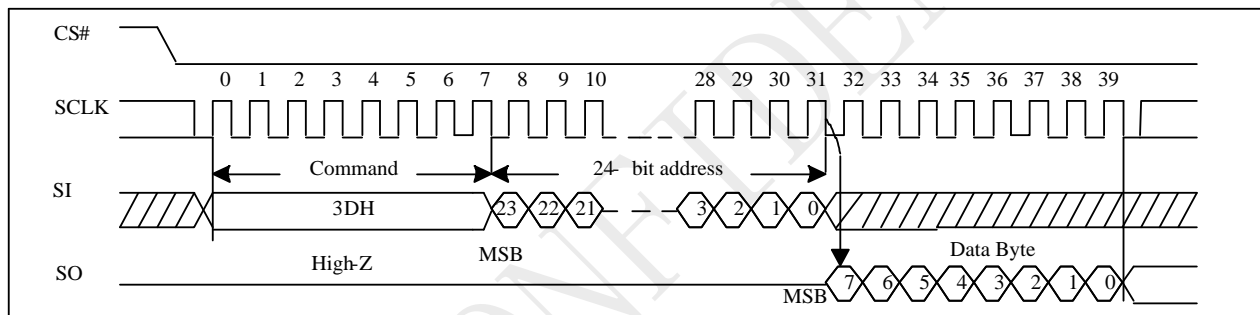 CS#
0 1 2 3 4 5 6 7 8 9 10 28 29 30 31 32 33 34 35 36 37 38 39
SCLK
Command 24- bit address
SI
3DH 23 22 21 3 2 1 0
High-Z MSB Data Byte
SO
MSB 7 6 5 4 3 2 1 0
CONFIDEN